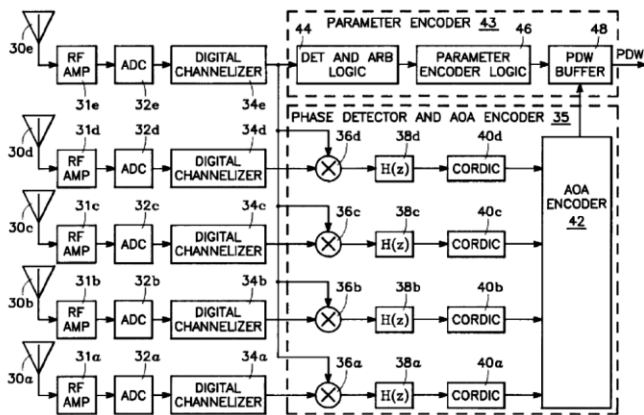 PARAMETER ENCODER 43
44
46
48
30e
RF AMP
ADC
DIGITAL CHANNELIZER
DET AND ARB LOGIC
PARAMETER ENCODER LOGIC
PDW BUFFER
PDW
31e
32e
34e
PHASE DETECTOR AND AOA ENCODER 35
30d
31d
32d
34d
36d
38d
40d
RF AMP
ADC
DIGITAL CHANNELIZER
H(z)
CORDIC
AOA ENCODER 42
30c
31c
32c
34c
36c
38c
40c
RF AMP
ADC
DIGITAL CHANNELIZER
H(z)
CORDIC
30b
31b
32b
34b
36b
38b
40b
RF AMP
ADC
DIGITAL CHANNELIZER
H(z)
CORDIC
30a
31a
32a
34a
36a
38a
40a
RF AMP
ADC
DIGITAL CHANNELIZER
H(z)
CORDIC